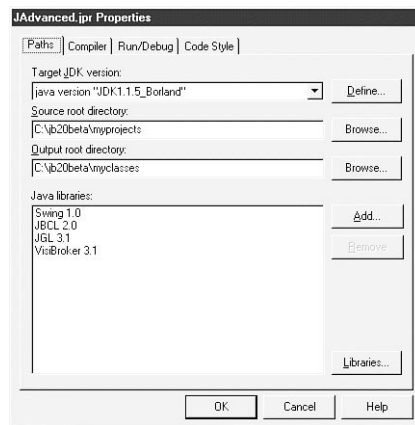 JAdvanced.jpr Properties
Paths Compiler Run/Debug Code Style
Target JDK version:
java version "JDK1.1.5_Borland" Define...
Source root directory:
C:\jb20beta\myprojects Browse...
Output root directory:
C:\jb20beta\myclasses Browse...
Java libraries:
Swing 1.0 Add...
JBCL 2.0
JGL 3.1 Remove
VisiBroker 3.1
Libraries...
OK Cancel Help